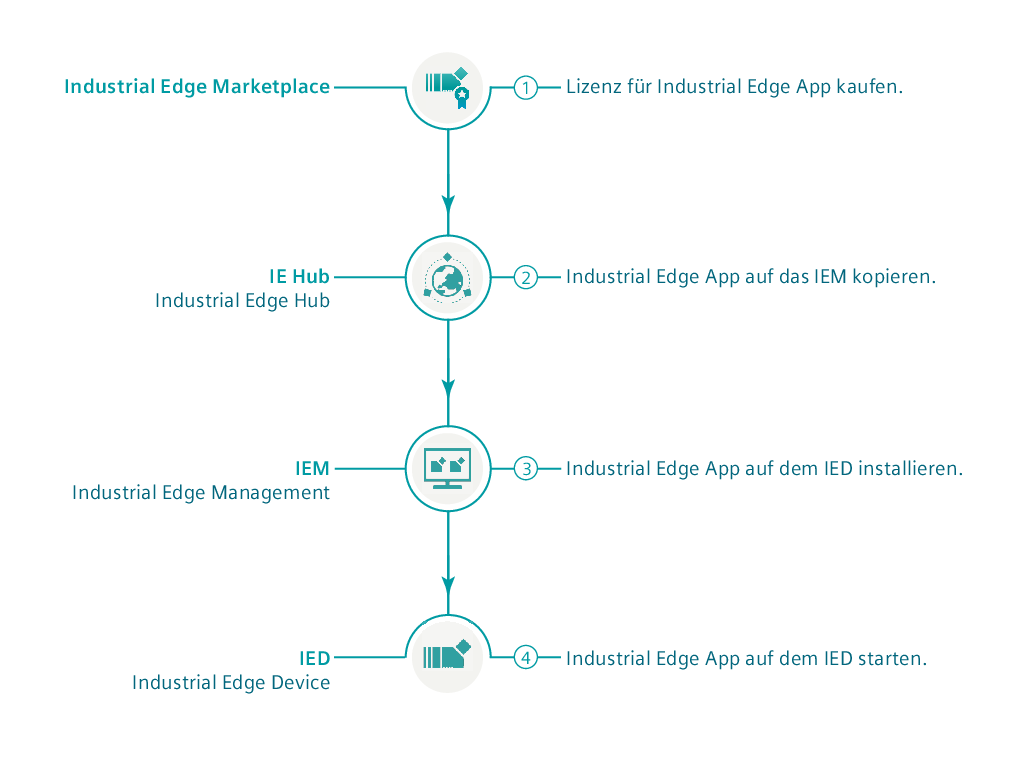 Industrial Edge Marketplace
1
Lizenz für Industrial Edge App kaufen.
IE Hub
Industrial Edge Hub
2
Industrial Edge App auf das IEM kopieren.
IEM
Industrial Edge Management
3
Industrial Edge App auf dem IED installieren.
IED
Industrial Edge Device
4
Industrial Edge App auf dem IED starten.